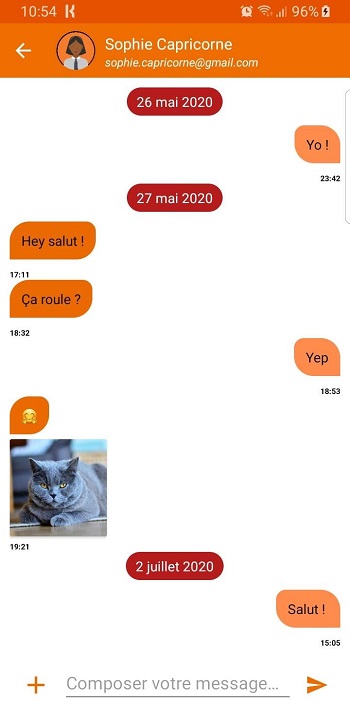 10:54
96%
Sophie Capricorne
sophie.capricorne@gmail.com
26 mai 2020
Yo !
23:42
27 mai 2020
Hey salut !
17:11
Ça roule ?
18:32
Yep
18:53
🤗
19:21
2 juillet 2020
Salut !
15:05
Composer votre message...